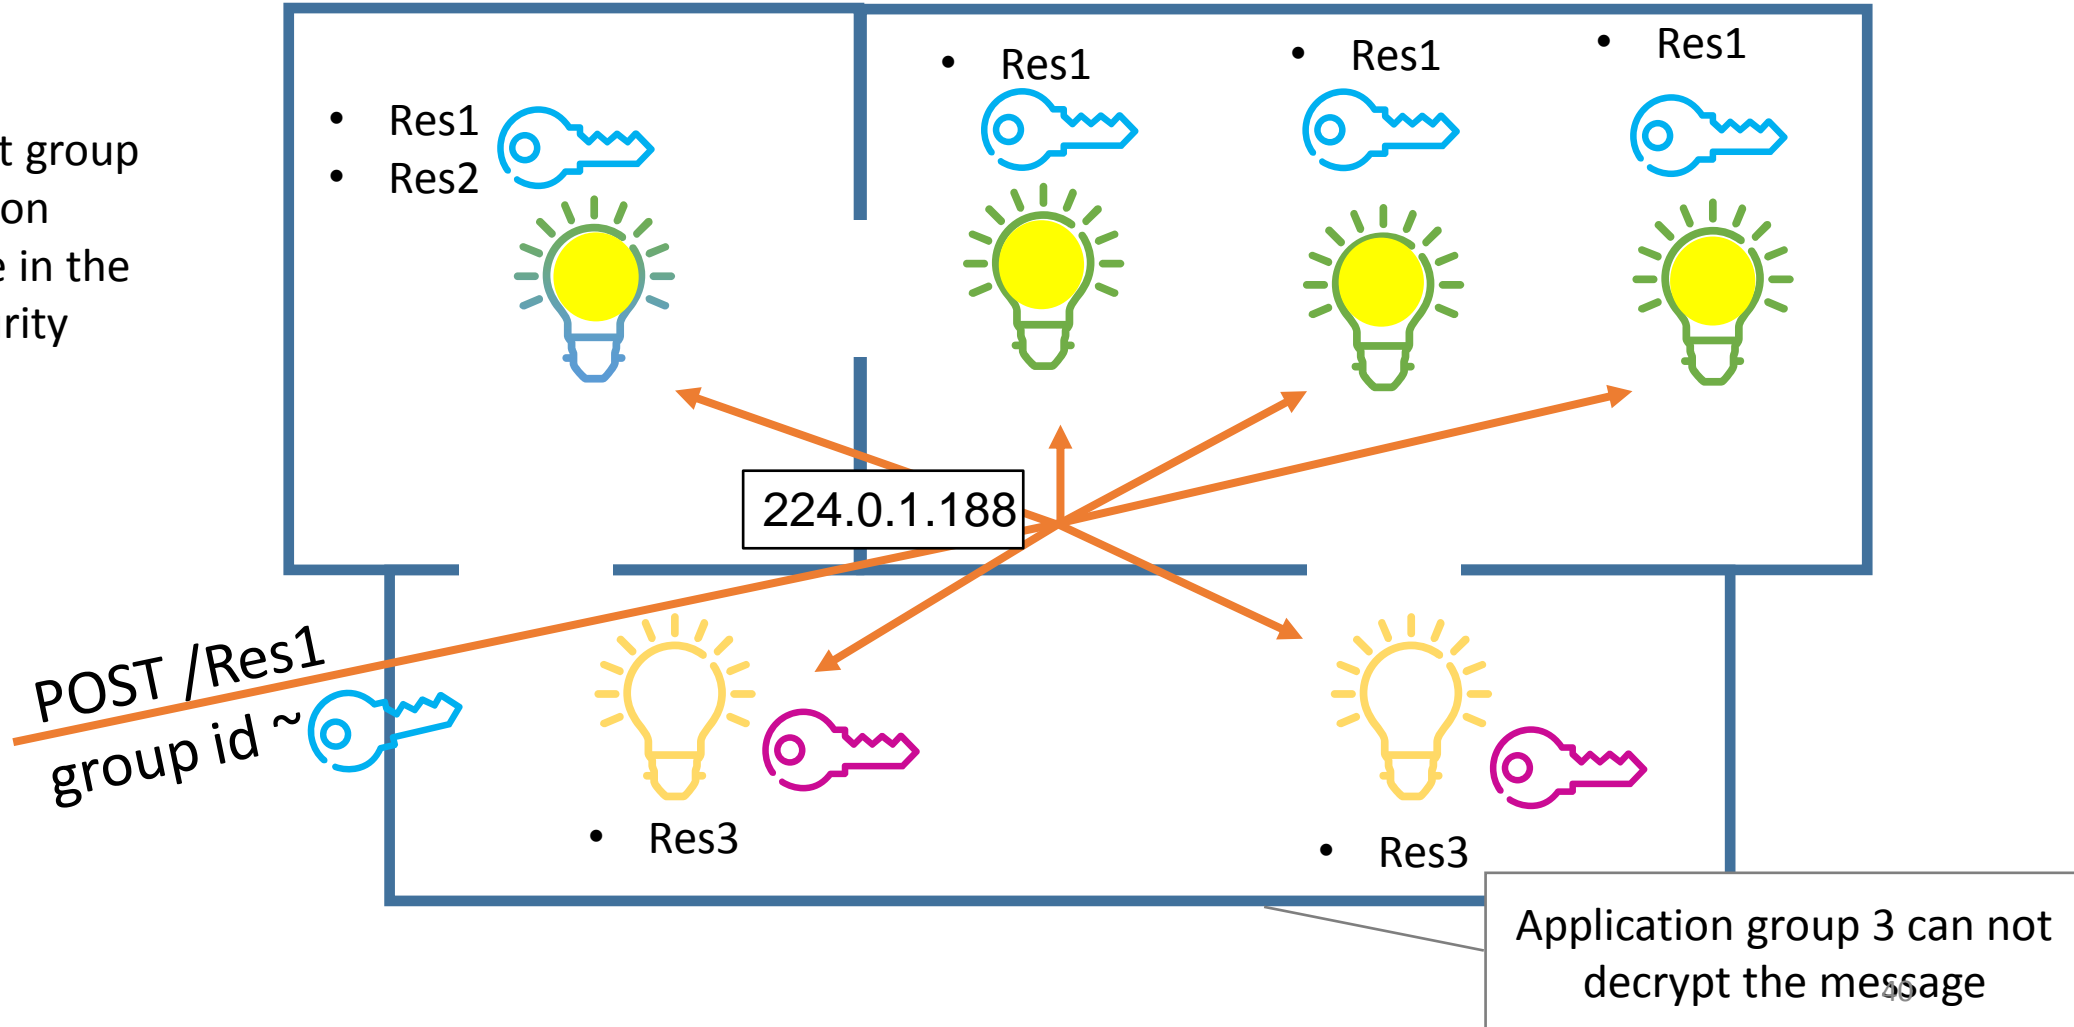 • Res1
• Res1
• Res1
• Res1
• Res2
t group
on
e in the
rity
224.0.1.188
POST /Res1
group id ~
• Res3
• Res3
Application group 3 can not
decrypt the message
40